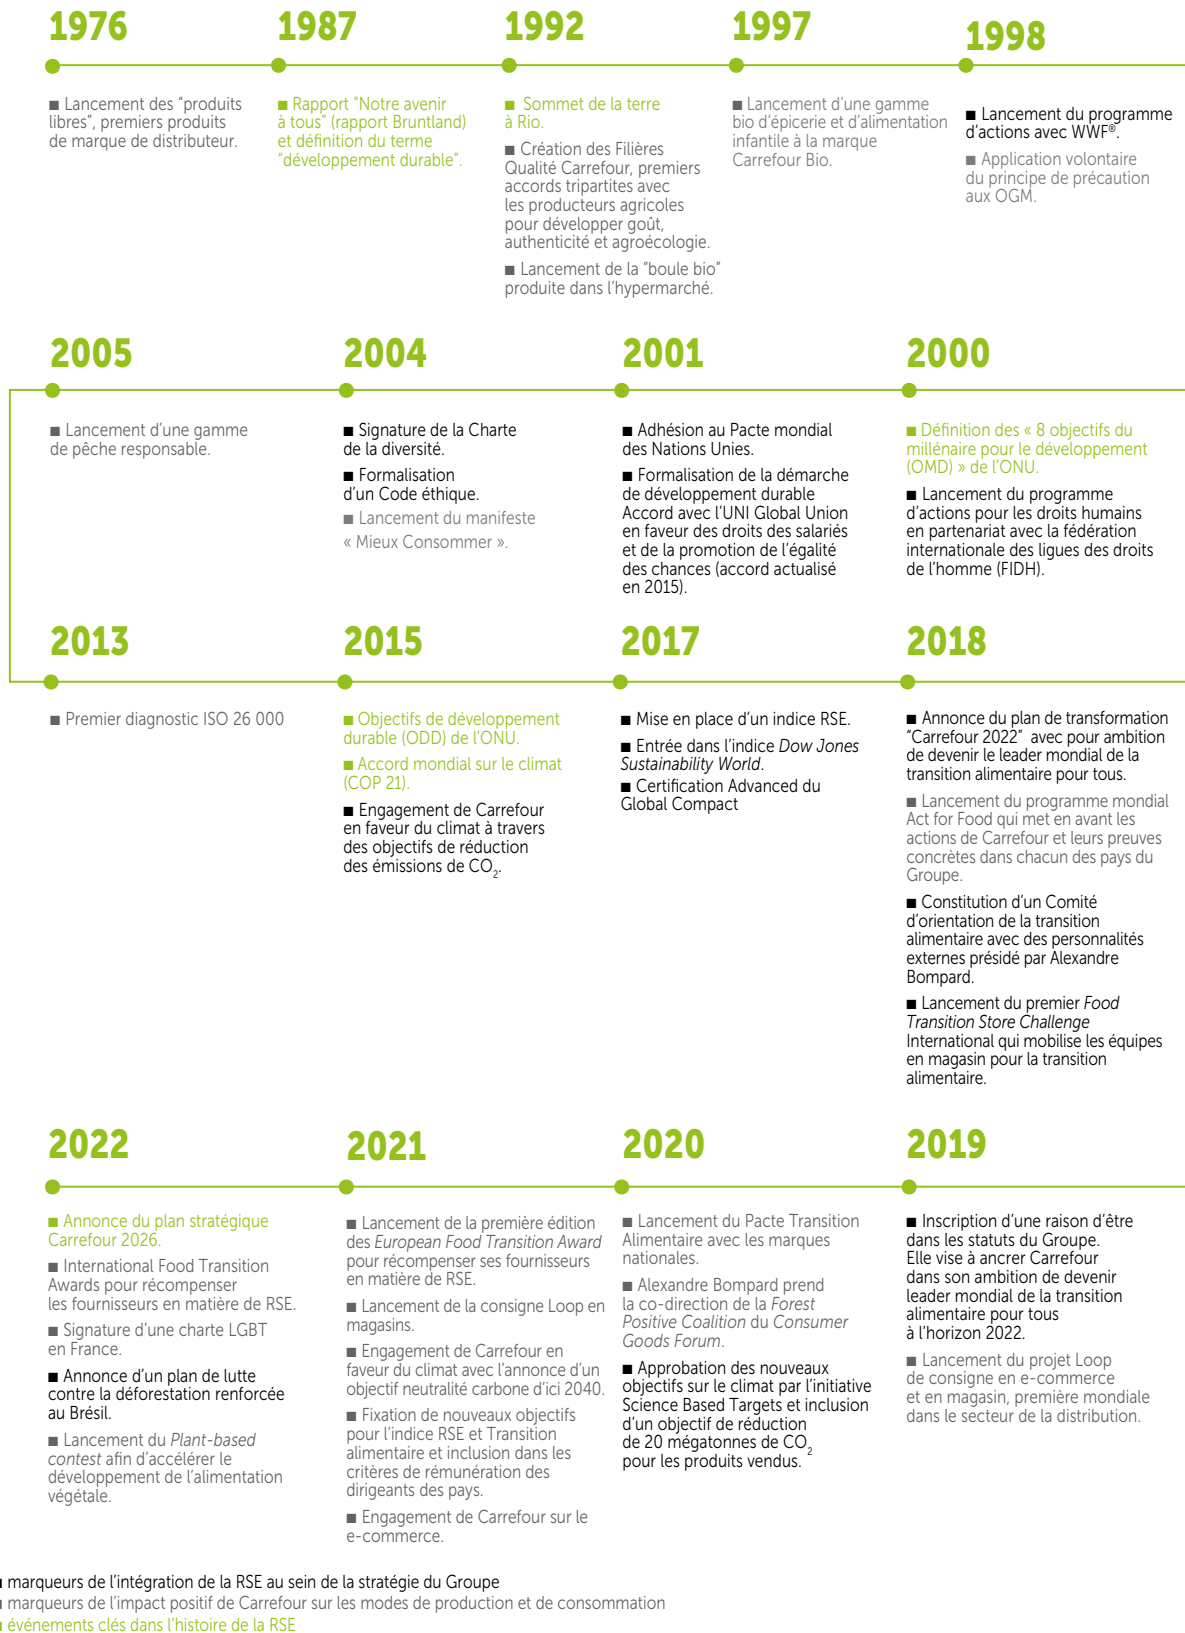 1976
■ Lancement des “produits
libres”, premiers produits
de marque de distributeur.
1987
■ Rapport “Notre avenir
à tous” (rapport Bruntland)
et définition du terme
“développement durable”.
1992
■ Sommet de la terre
à Rio.
■ Création des Filières
Qualité Carrefour, premiers
accords tripartites avec
les producteurs agricoles
pour développer goût,
authenticité et agroécologie.
■ Lancement de la “boule bio”
produite dans l’hypermarché.
1997
■ Lancement d’une gamme
bio d’épicerie et d’alimentation
infantile à la marque
Carrefour Bio.
1998
■ Lancement du programme
d’actions avec WWF®.
■ Application volontaire
du principe de précaution
aux OGM.
2005
■ Lancement d’une gamme
de pêche responsable.
2004
■ Signature de la Charte
de la diversité.
■ Formalisation
d’un Code éthique.
■ Lancement du manifeste
« Mieux Consommer ».
2001
■ Adhésion au Pacte mondial
des Nations Unies.
■ Formalisation de la démarche
de développement durable
Accord avec l’UNI Global Union
en faveur des droits des salariés
et de la promotion de l’égalité
des chances (accord actualisé
en 2015).
2000
■ Définition des « 8 objectifs du
millénaire pour le développement
(OMD) » de l’ONU.
■ Lancement du programme
d’actions pour les droits humains
en partenariat avec la fédération
internationale des ligues des droits
de l’homme (FIDH).
2013
■ Premier diagnostic ISO 26 000
2015
■ Objectifs de développement
durable (ODD) de l’ONU.
■ Accord mondial sur le climat
(COP 21).
■ Engagement de Carrefour
en faveur du climat à travers
des objectifs de réduction
des émissions de CO₂.
2017
■ Mise en place d’un indice RSE.
■ Entrée dans l’indice Dow Jones
Sustainability World.
■ Certification Advanced du
Global Compact
2018
■ Annonce du plan de transformation
“Carrefour 2022” avec pour ambition
de devenir le leader mondial de la
transition alimentaire pour tous.
■ Lancement du programme mondial
Act for Food qui met en avant les
actions de Carrefour et leurs preuves
concrètes dans chacun des pays du
Groupe.
■ Constitution d’un Comité
d’orientation de la transition
alimentaire avec des personnalités
externes présidé par Alexandre
Bompard.
■ Lancement du premier Food
Transition Store Challenge
International qui mobilise les équipes
en magasin pour la transition
alimentaire.
2022
■ Annonce du plan stratégique
Carrefour 2026.
■ International Food Transition
Awards pour récompenser
les fournisseurs en matière de RSE.
■ Signature d’une charte LGBT
en France.
■ Annonce d’un plan de lutte
contre la déforestation renforcée
au Brésil.
■ Lancement du Plant-based
contest afin d’accélérer le
développement de l’alimentation
végétale.
2021
■ Lancement de la première édition
des European Food Transition Award
pour récompenser ses fournisseurs
en matière de RSE.
■ Lancement de la consigne Loop en
magasins.
■ Engagement de Carrefour en
faveur du climat avec l’annonce d’un
objectif neutralité carbone d’ici 2040.
■ Fixation de nouveaux objectifs
pour l’indice RSE et Transition
alimentaire et inclusion dans les
critères de rémunération des
dirigeants des pays.
■ Engagement de Carrefour sur le
e-commerce.
2020
■ Lancement du Pacte Transition
Alimentaire avec les marques
nationales.
■ Alexandre Bompard prend
la co-direction de la Forest
Positive Coalition du Consumer
Goods Forum.
■ Approbation des nouveaux
objectifs sur le climat par l’initiative
Science Based Targets et inclusion
d’un objectif de réduction
de 20 mégatonnes de CO₂
pour les produits vendus.
2019
■ Inscription d’une raison d’être
dans les statuts du Groupe.
Elle vise à ancrer Carrefour
dans son ambition de devenir
leader mondial de la transition
alimentaire pour tous
à l’horizon 2022.
■ Lancement du projet Loop
de consigne en e-commerce
et en magasin, première mondiale
dans le secteur de la distribution.
■ marqueurs de l’intégration de la RSE au sein de la stratégie du Groupe
■ marqueurs de l’impact positif de Carrefour sur les modes de production et de consommation
■ événements clés dans l’histoire de la RSE